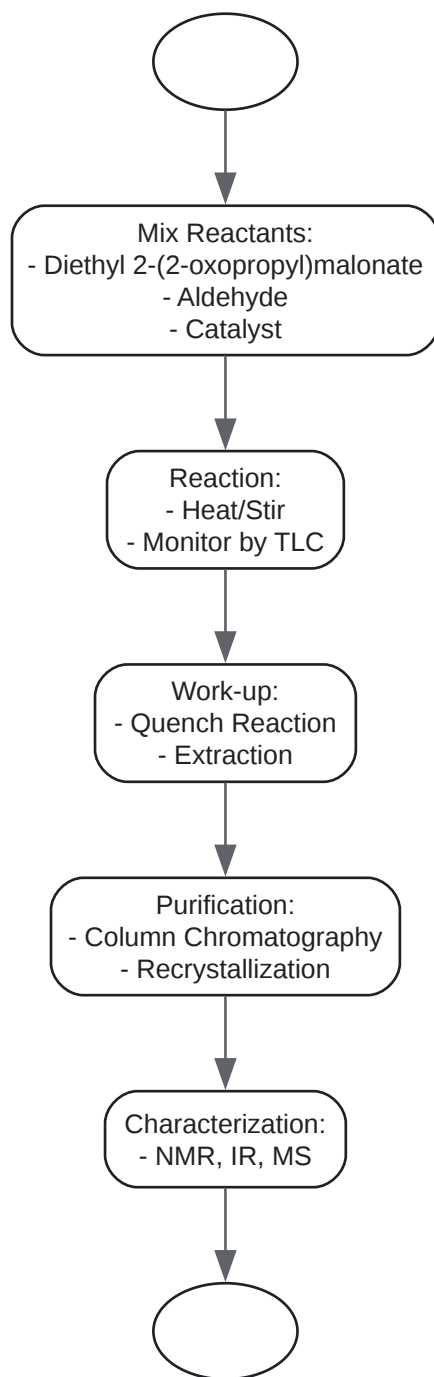 Mix Reactants:
- Diethyl 2-(2-oxopropyl)malonate
- Aldehyde
- Catalyst
Reaction:
- Heat/Stir
- Monitor by TLC
Work-up:
- Quench Reaction
- Extraction
Purification:
- Column Chromatography
- Recrystallization
Characterization:
- NMR, IR, MS